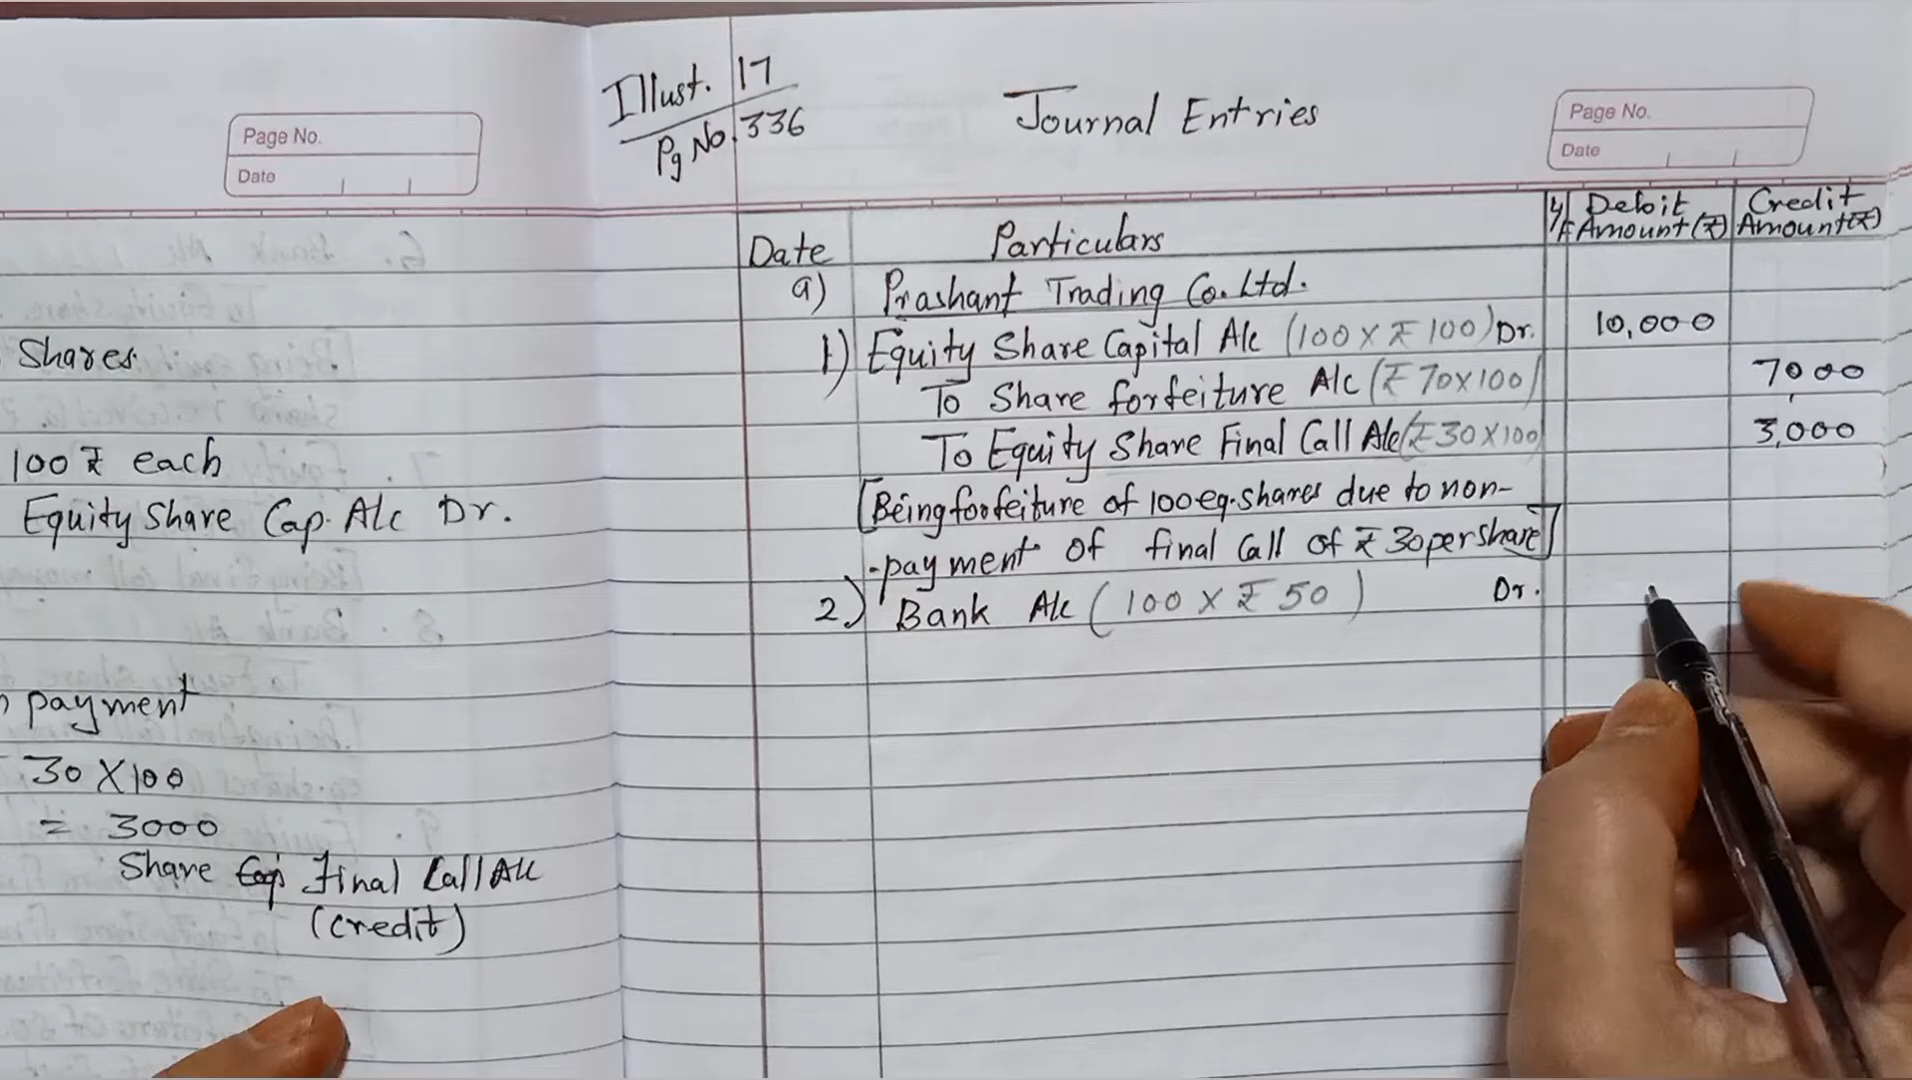 Page No.
Date
Shares.
100 ₹ each
Equity Share Cap. A/c Dr.
payment
30 X 100
= 3000
Share Final Call A/c
(credit)
Illust. 17
Pg No. 336
Journal Entries
Page No.
Date
Date Particulars L/F Debit Amount (₹) Credit Amount (₹)
a) Prashant Trading Co. Ltd.
1) Equity Share Capital A/c (100 X ₹ 100) Dr. 10,000
To Share forfeiture A/c (₹ 70 X 100) 7,000
To Equity Share Final Call A/c (₹ 30 X 100) 3,000
[Being forfeiture of 100 eq. shares due to non-
-payment of final Call of ₹ 30 per share]
2) Bank A/c (100 X ₹ 50) Dr.